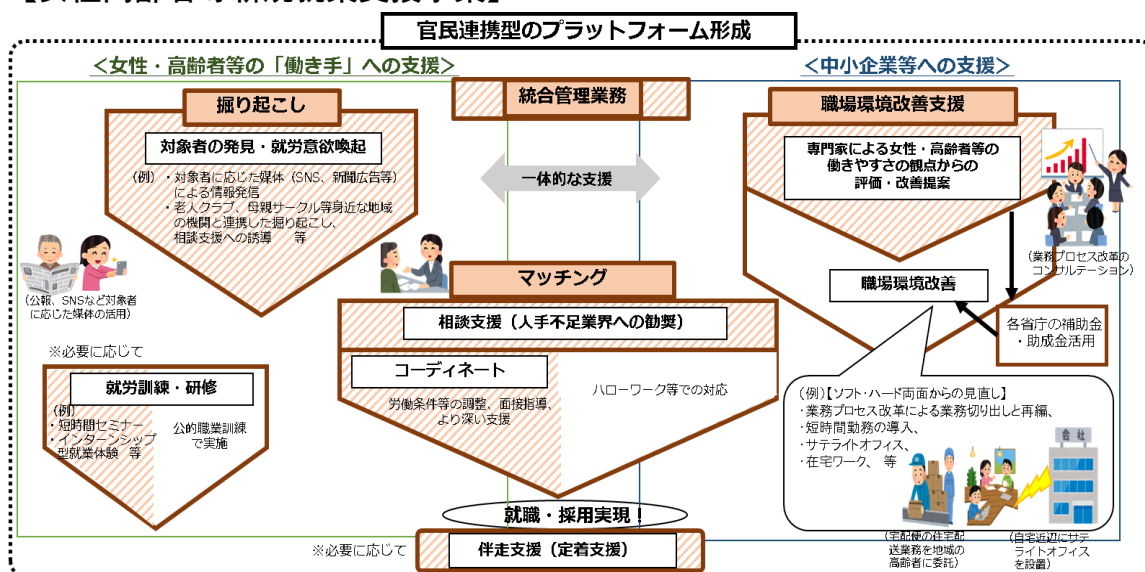 官民連携型のプラットフォーム形成
＜女性・高齢者等の「働き手」への支援＞
掘り起こし
対象者の発見・就労意欲喚起
（例）・対象者に応じた媒体（SNS、新聞広告等）
による情報発信
・老人クラブ、母親サークル等身近な地域
の機関と連携した掘り起こし、
相談支援への誘導　等
（公報、SNSなど対象者
に応じた媒体の活用）
※必要に応じて
就労訓練・研修
（例）
・短時間セミナー
・インターンシップ
型就業体験　等
公的職業訓練
で実施
統合管理業務
一体的な支援
マッチング
相談支援（人手不足業界への勧奨）
コーディネート
労働条件等の調整、面接指導、
より深い支援
ハローワーク等での対応
就職・採用実現！
※必要に応じて
伴走支援（定着支援）
＜中小企業等への支援＞
職場環境改善支援
専門家による女性・高齢者等の
働きやすさの観点からの
評価・改善提案
（業務プロセス改革の
コンサルテーション）
職場環境改善
各省庁の補助金
・助成金活用
（例）【ソフト・ハード両面からの見直し】
・業務プロセス改革による業務切り出しと再編、
・短時間勤務の導入、
・サテライトオフィス、
・在宅ワーク、　等
会社
（宅配便の住宅配
送業務を地域の
高齢者に委託）
（自宅近辺にサテ
ライトオフィス
を設置）